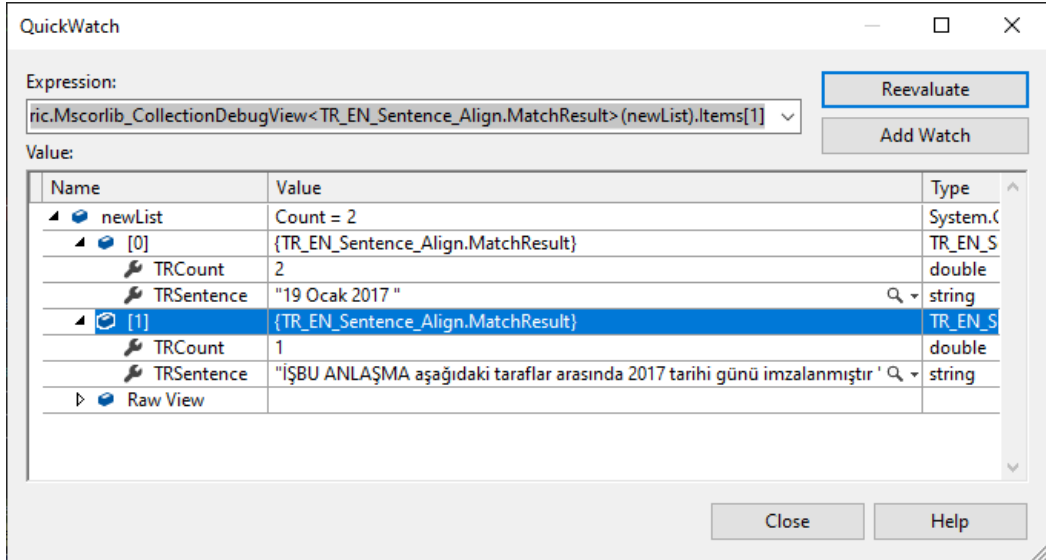 QuickWatch
Expression:
ric.Mscorlib_CollectionDebugView<TR_EN_Sentence_Align.MatchResult>(newList).Items[1]
Reevaluate
Add Watch
Value:
Name Value Type
newList Count = 2 System.C
[0] {TR_EN_Sentence_Align.MatchResult} TR_EN_S
TRCount 2 double
TRSentence "19 Ocak 2017 " string
[1] {TR_EN_Sentence_Align.MatchResult} TR_EN_S
TRCount 1 double
TRSentence "İŞBU ANLAŞMA aşağıdaki taraflar arasında 2017 tarihi günü imzalanmıştır ' string
Raw View
Close Help